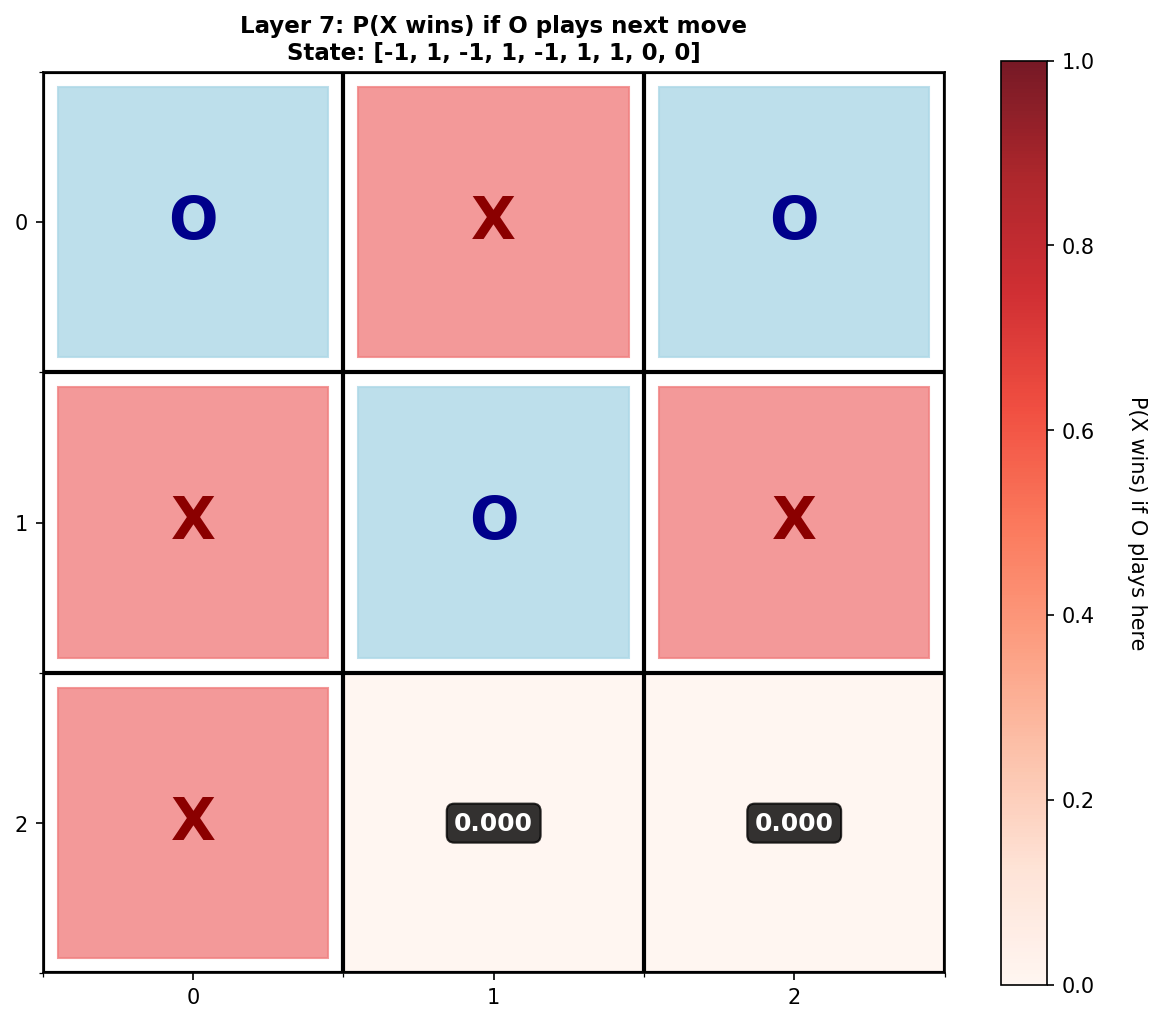 Layer 7: P(X wins) if O plays next move
State: [-1, 1, -1, 1, -1, 1, 1, 0, 0]
0
O
X
O
1
X
O
X
2
X
0.000
0.000
0
1
2
1.0
0.8
0.6
0.4
0.2
0.0
P(X wins) if O plays here